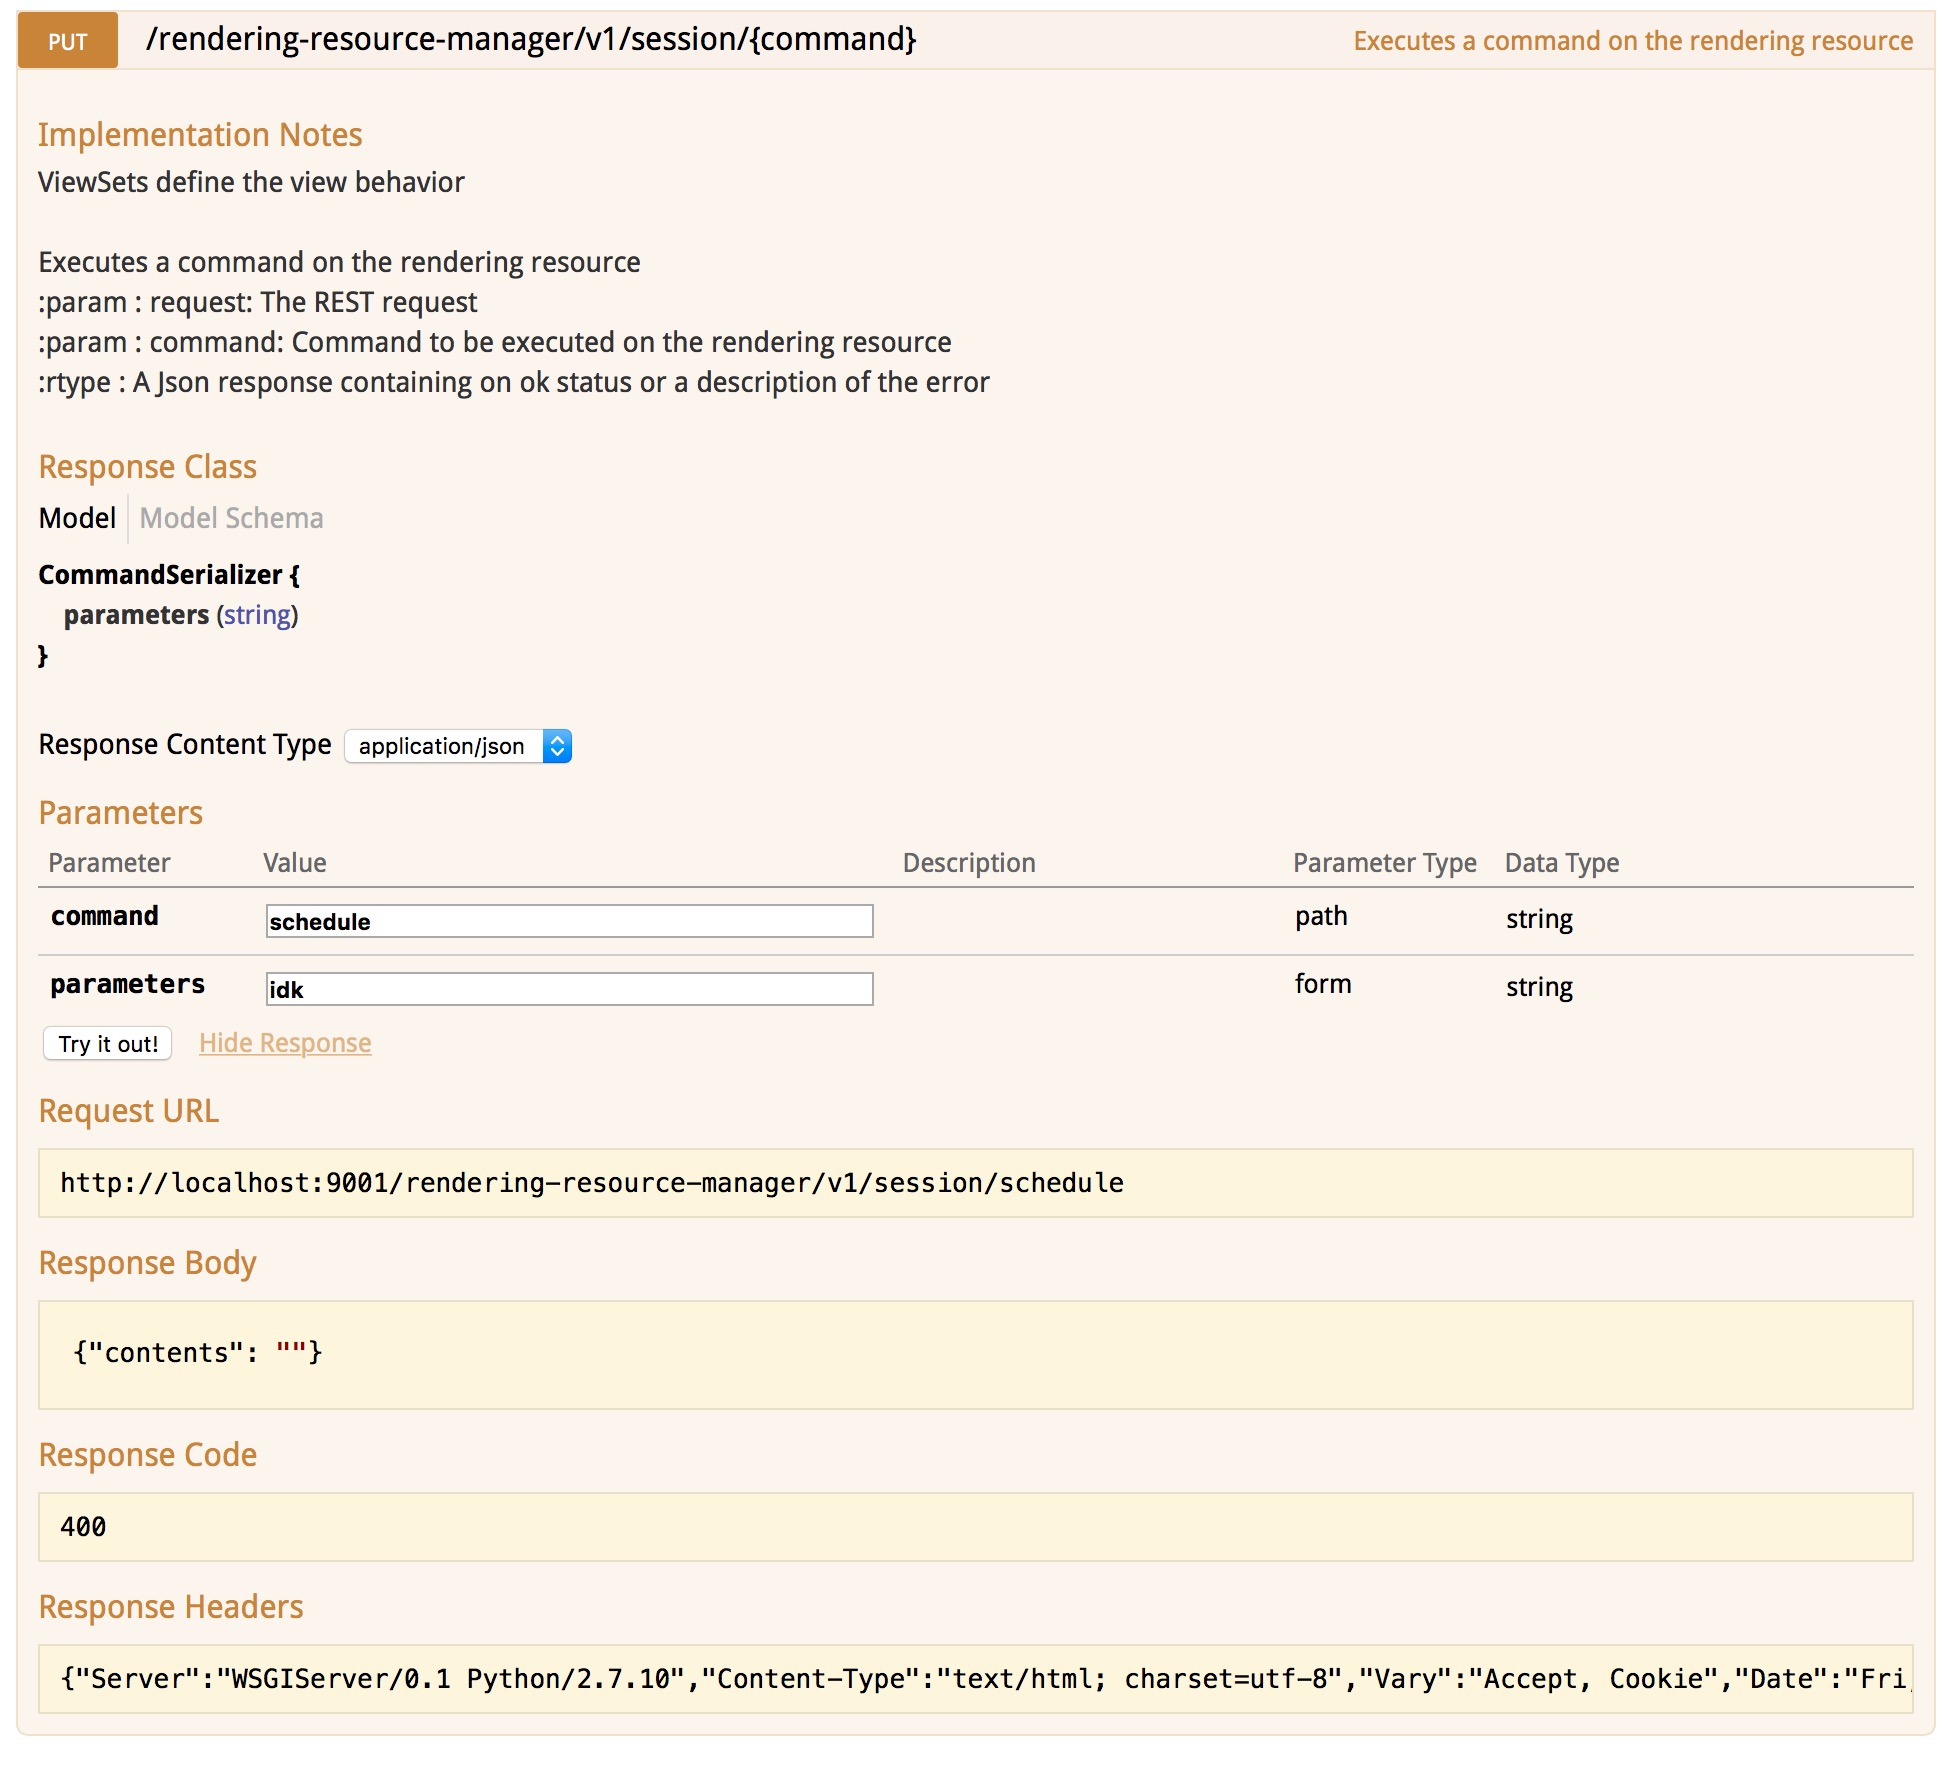 PUT /rendering-resource-manager/v1/session/{command} Executes a command on the rendering resource
Implementation Notes
ViewSets define the view behavior
Executes a command on the rendering resource
:param : request: The REST request
:param : command: Command to be executed on the rendering resource
:rtype : A Json response containing on ok status or a description of the error
Response Class
Model Model Schema
CommandSerializer {
parameters (string)
}
Response Content Type application/json
Parameters
Parameter Value Description Parameter Type Data Type
command schedule path string
parameters idk form string
Try it out! Hide Response
Request URL
http://localhost:9001/rendering-resource-manager/v1/session/schedule
Response Body
{"contents": ""}
Response Code
400
Response Headers
{"Server":"WSGIServer/0.1 Python/2.7.10","Content-Type":"text/html; charset=utf-8","Vary":"Accept, Cookie","Date":"Fri,